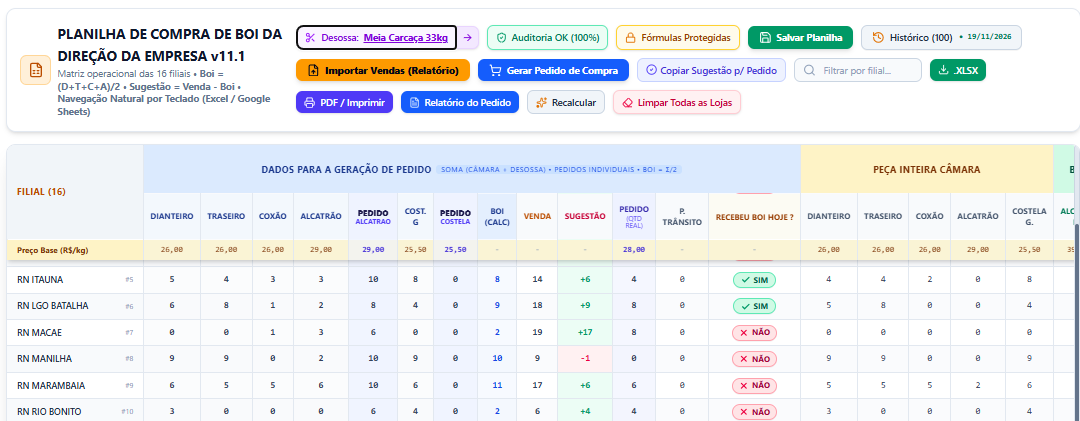 PLANILHA DE COMPRA DE BOI DA
DIREÇÃO DA EMPRESA v11.1
Matriz operacional das 16 filiais • Boi =
(D+T+C+A)/2 • Sugestão = Venda - Boi •
Navegação Natural por Teclado (Excel / Google
Sheets)
Desossa: Meia Carcaça 33kg →
Auditoria OK (100%)
Fórmulas Protegidas
Salvar Planilha
Histórico (100) • 19/11/2026
Importar Vendas (Relatório)
Gerar Pedido de Compra
Copiar Sugestão p/ Pedido
Filtrar por filial...
.XLSX
PDF / Imprimir
Relatório do Pedido
Recalcular
Limpar Todas as Lojas
FILIAL (16)
DADOS PARA A GERAÇÃO DE PEDIDO SOMA (CÂMARA + DESOSSA) • PEDIDOS INDIVIDUAIS • BOI = Σ/2
PEÇA INTEIRA CÂMARA
DIANTEIRO TRASEIRO COXÃO ALCATRÃO PEDIDO ALCATRAO COST. G PEDIDO COSTELA BOI (CALC) VENDA SUGESTÃO PEDIDO (QTD REAL) P. TRÂNSITO RECEBEU BOI HOJE ? DIANTEIRO TRASEIRO COXÃO ALCATRÃO COSTELA G.
Preço Base (R$/kg) 26,00 26,00 26,00 29,00 29,00 25,50 25,50 - - - 28,00 - 26,00 26,00 26,00 29,00 25,50
RN ITAUNA #5 5 4 3 3 10 8 0 8 14 +6 4 0 SIM 4 4 2 0 8
RN LGO BATALHA #6 6 8 1 2 8 4 0 9 18 +9 8 0 SIM 5 8 0 0 4
RN MACAE #7 0 0 1 3 6 0 0 2 19 +17 8 0 NÃO 0 0 0 0 0
RN MANILHA #8 9 9 0 2 10 9 0 10 9 -1 0 0 NÃO 9 9 0 0 9
RN MARAMBAIA #9 6 5 5 6 10 6 0 11 17 +6 6 0 NÃO 5 5 5 2 6
RN RIO BONITO #10 3 0 0 0 6 4 0 2 6 +4 4 0 NÃO 3 0 0 0 4